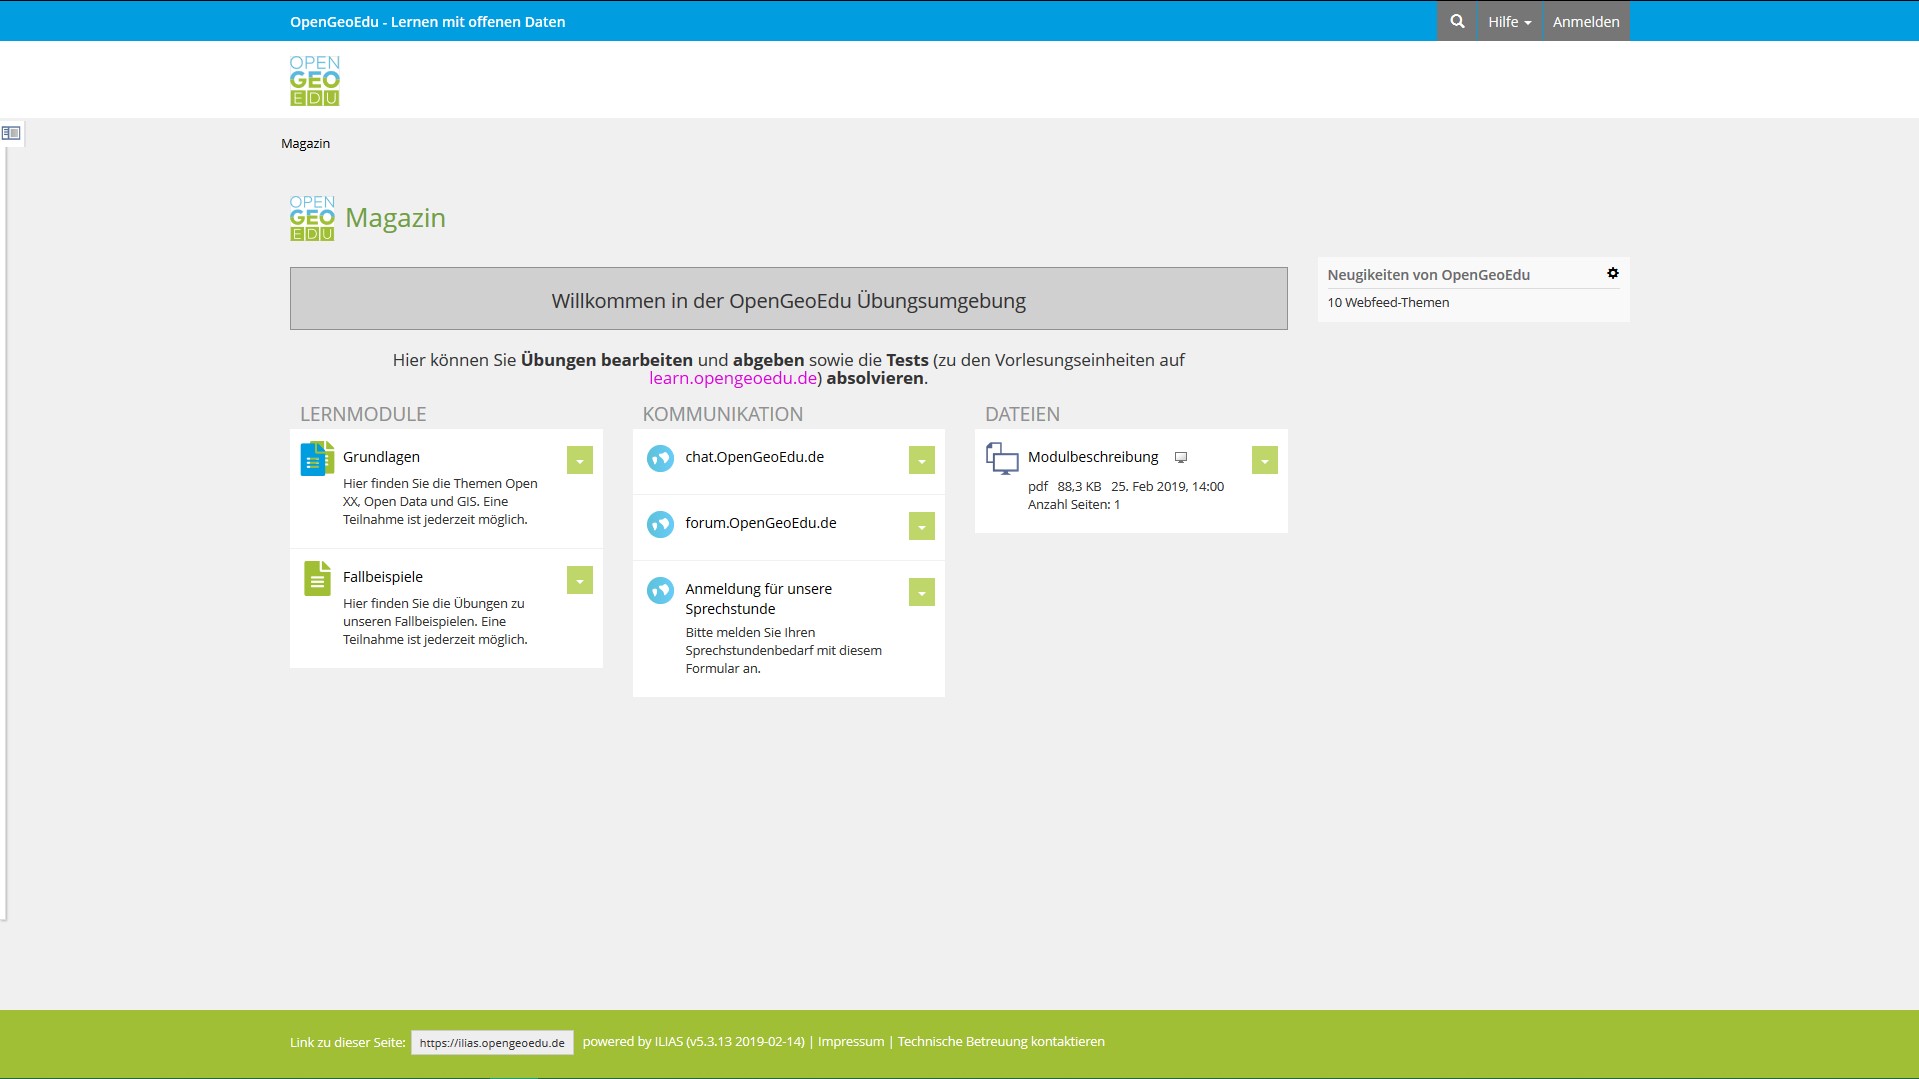 OpenGeoEdu - Lernen mit offenen Daten
Hilfe
Anmelden
OPEN
GEO
EDU
Magazin
OPEN
GEO
EDU
Magazin
Willkommen in der OpenGeoEdu Übungsumgebung
Hier können Sie Übungen bearbeiten und abgeben sowie die Tests (zu den Vorlesungseinheiten auf
learn.opengeoedu.de) absolvieren.
LERNMODULE
Grundlagen
Hier finden Sie die Themen Open
XX, Open Data und GIS. Eine
Teilnahme ist jederzeit möglich.
Fallbeispiele
Hier finden Sie die Übungen zu
unseren Fallbeispielen. Eine
Teilnahme ist jederzeit möglich.
KOMMUNIKATION
chat.OpenGeoEdu.de
forum.OpenGeoEdu.de
Anmeldung für unsere
Sprechstunde
Bitte melden Sie Ihren
Sprechstundenbedarf mit diesem
Formular an.
DATEIEN
Modulbeschreibung
pdf 88,3 KB 25. Feb 2019, 14:00
Anzahl Seiten: 1
Neugikeiten von OpenGeoEdu
10 Webfeed-Themen
Link zu dieser Seite: https://ilias.opengeoedu.de powered by ILIAS (v5.3.13 2019-02-14) | Impressum | Technische Betreuung kontaktieren